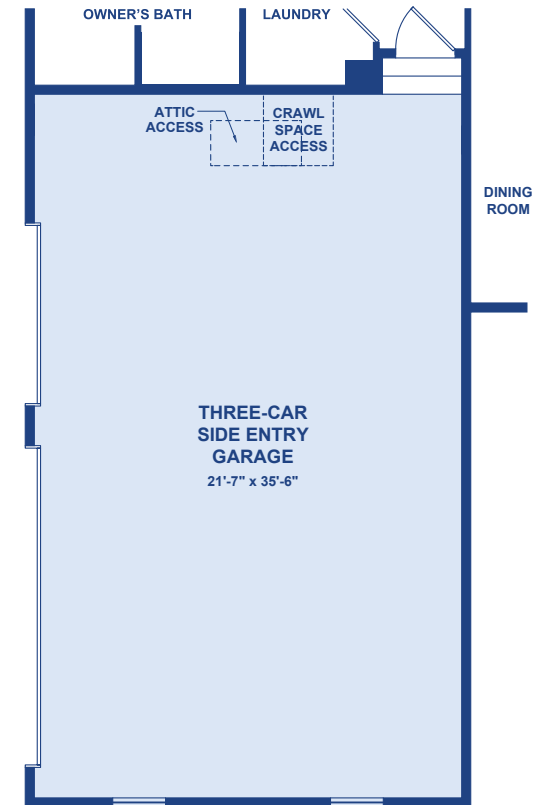 OWNER’S BATH
LAUNDRY
ATTIC
ACCESS
CRAWL
SPACE
ACCESS
DINING
ROOM
THREE-CAR
SIDE ENTRY
GARAGE
21'-7" x 35'-6"